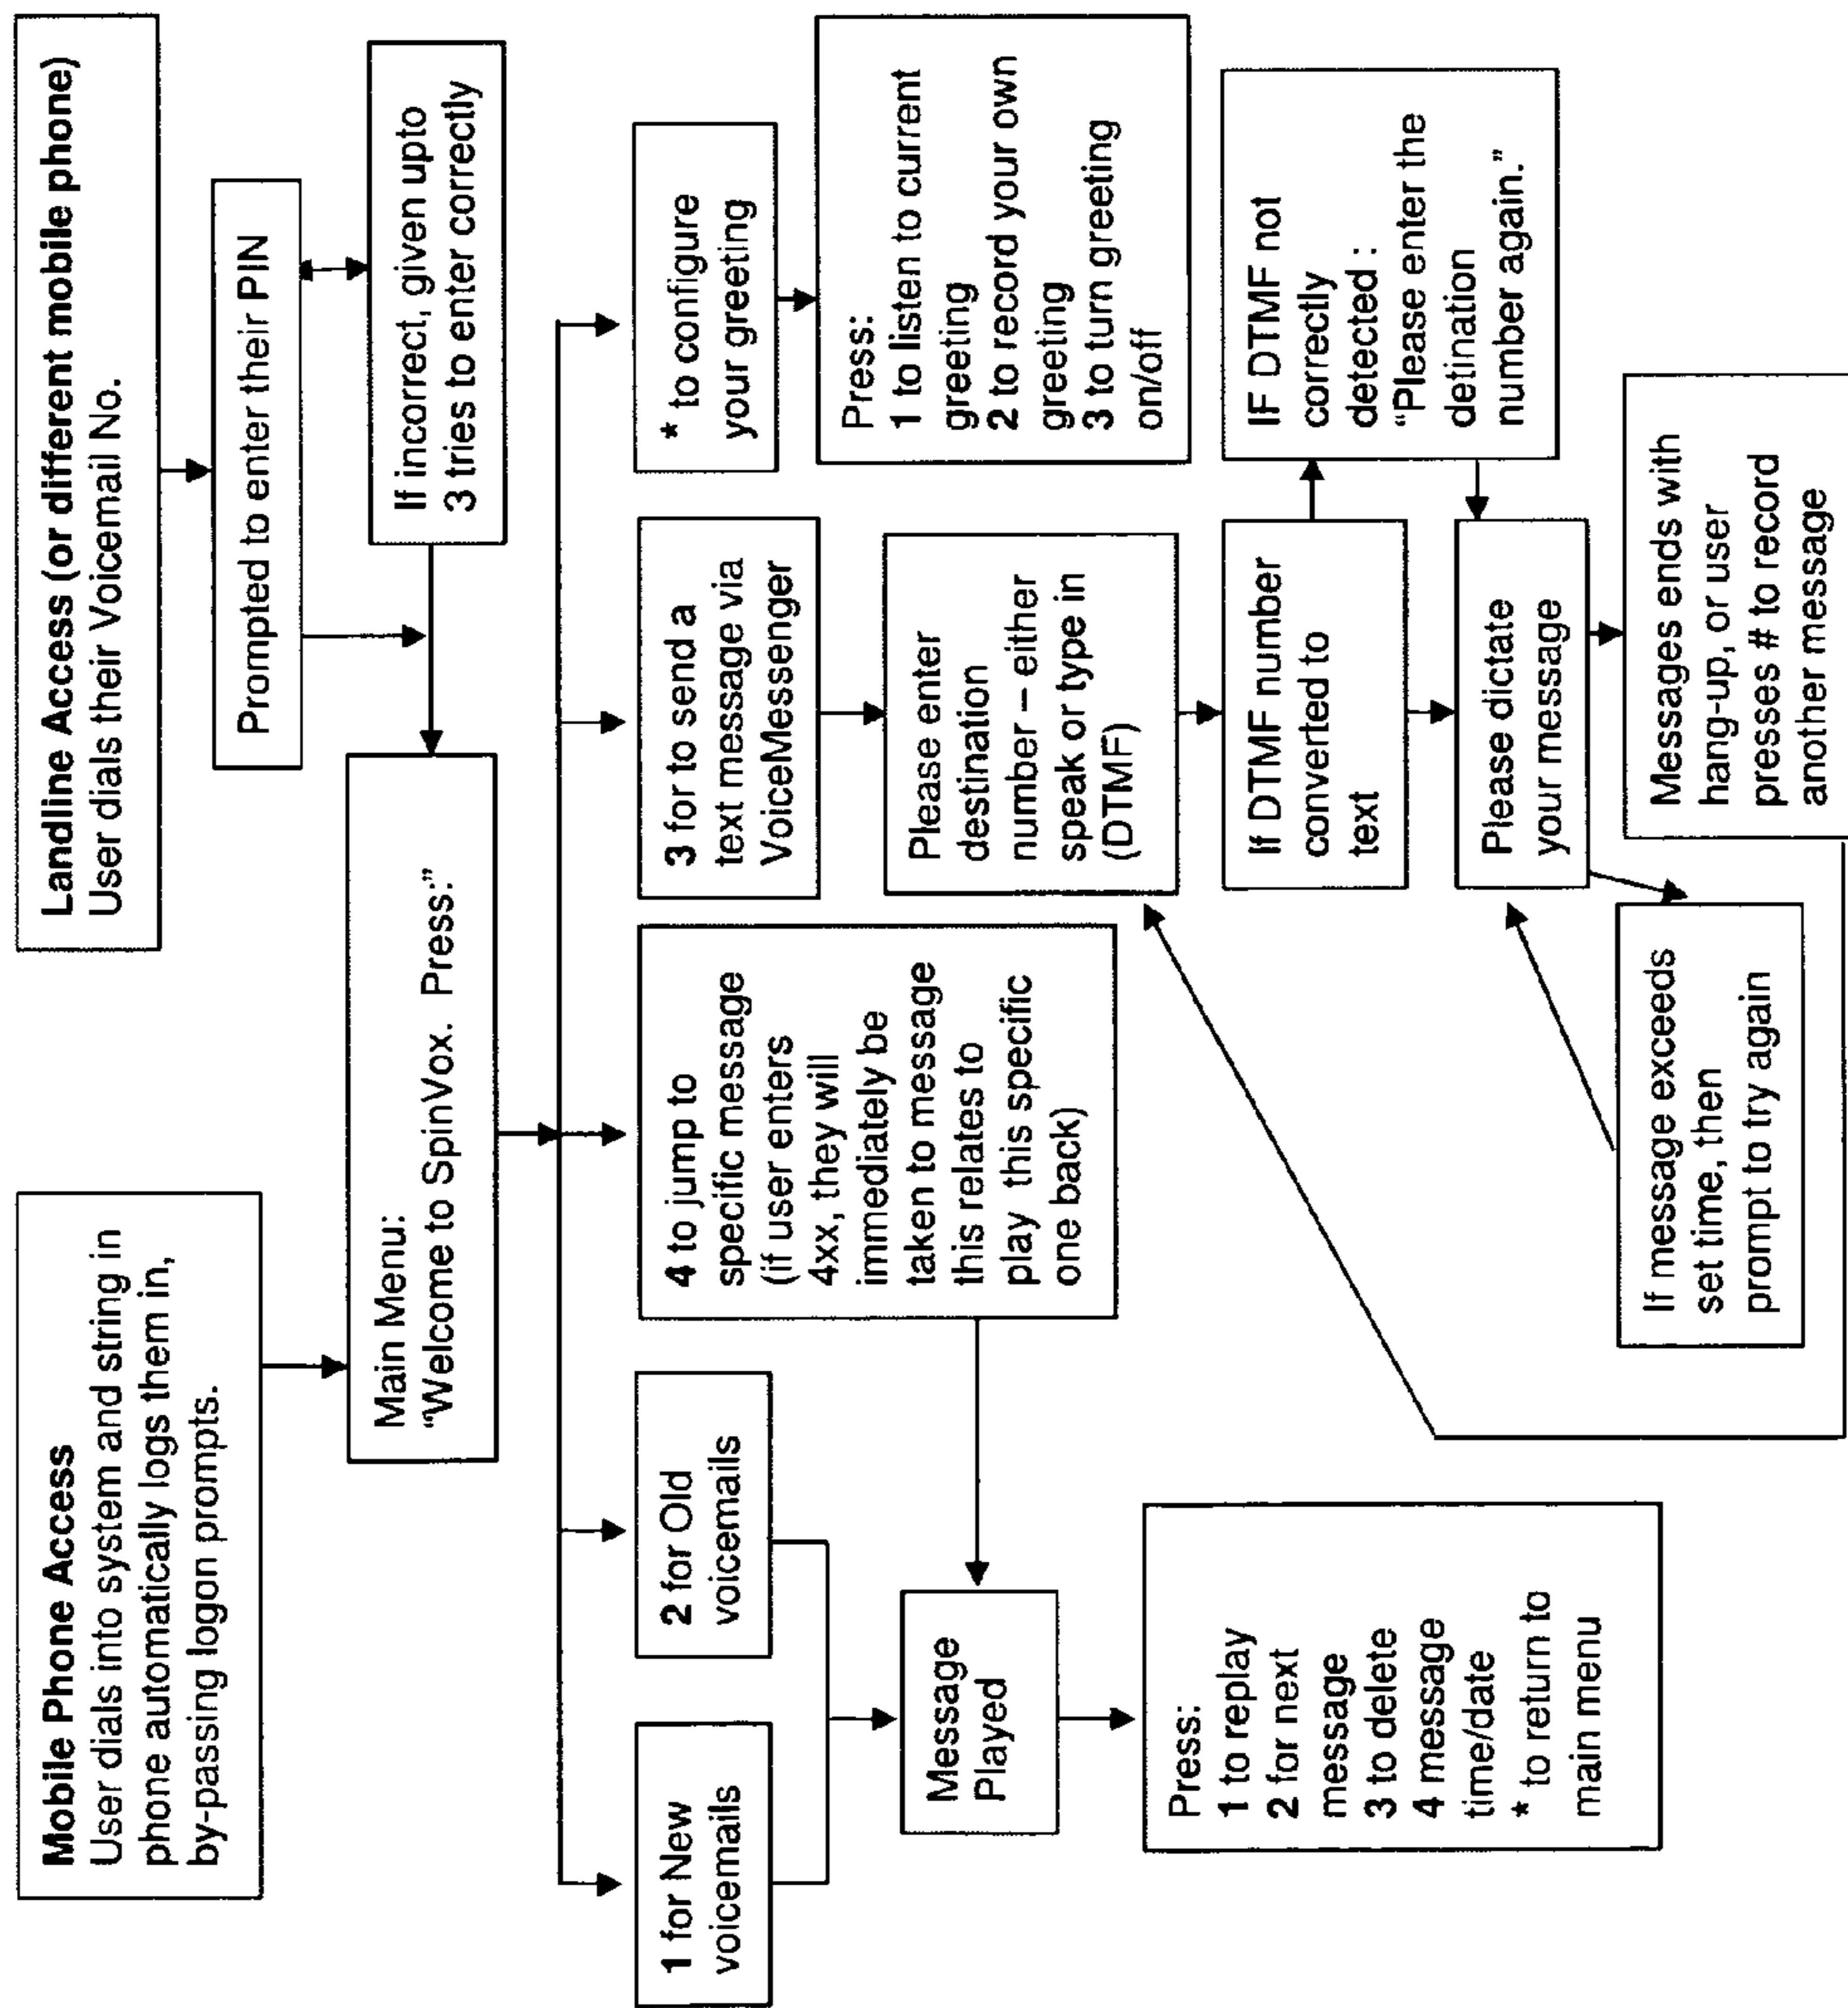 Mobile Phone Access
User dials into system and string in
phone automatically logs them in,
by-passing logon prompts.
Landline Access (or different mobile phone)
User dials their Voicemail No.
Prompted to enter their PIN
If incorrect, given upto
3 tries to enter correctly
Main Menu:
“Welcome to SpinVox. Press:”
1 for New
voicemails
2 for Old
voicemails
4 to jump to
specific message
(if user enters
4xx, they will
immediately be
taken to message
this relates to
play this specific
one back)
3 for to send a
text message via
VoiceMessenger
* to configure
your greeting
Message
Played
Press:
1 to replay
2 for next
message
3 to delete
4 message
time/date
* to return to
main menu
Please enter
destination
number – either
speak or type in
(DTMF)
Press:
1 to listen to current
greeting
2 to record your own
greeting
3 to turn greeting
on/off
If DTMF number
converted to
text
IF DTMF not
correctly
detected :
“Please enter the
detination
number again.”
Please dictate
your message
If message exceeds
set time, then
prompt to try again
Messages ends with
hang-up, or user
presses # to record
another message